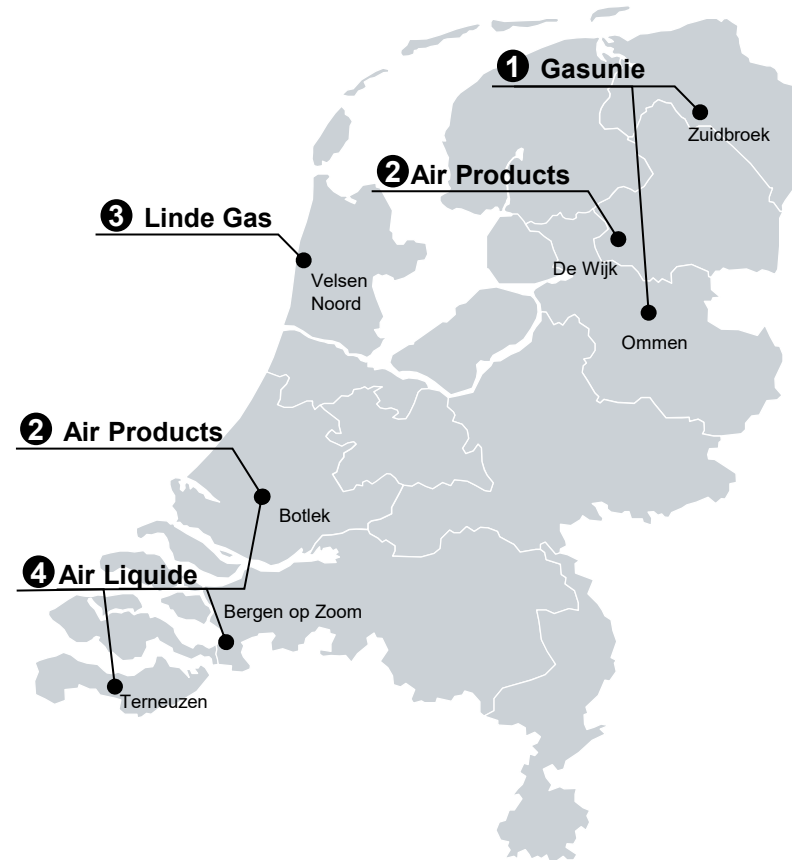 1 Gasunie
Zuidbroek
2 Air Products
3 Linde Gas
De Wijk
Velsen
Noord
Ommen
2 Air Products
Botlek
4 Air Liquide
Bergen op Zoom
Terneuzen